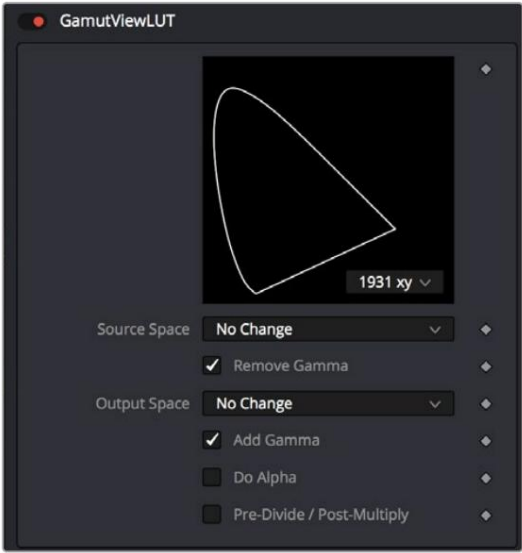 GamutViewLUT
1931 xy
Source Space No Change
Remove Gamma
Output Space No Change
Add Gamma
Do Alpha
Pre-Divide / Post-Multiply